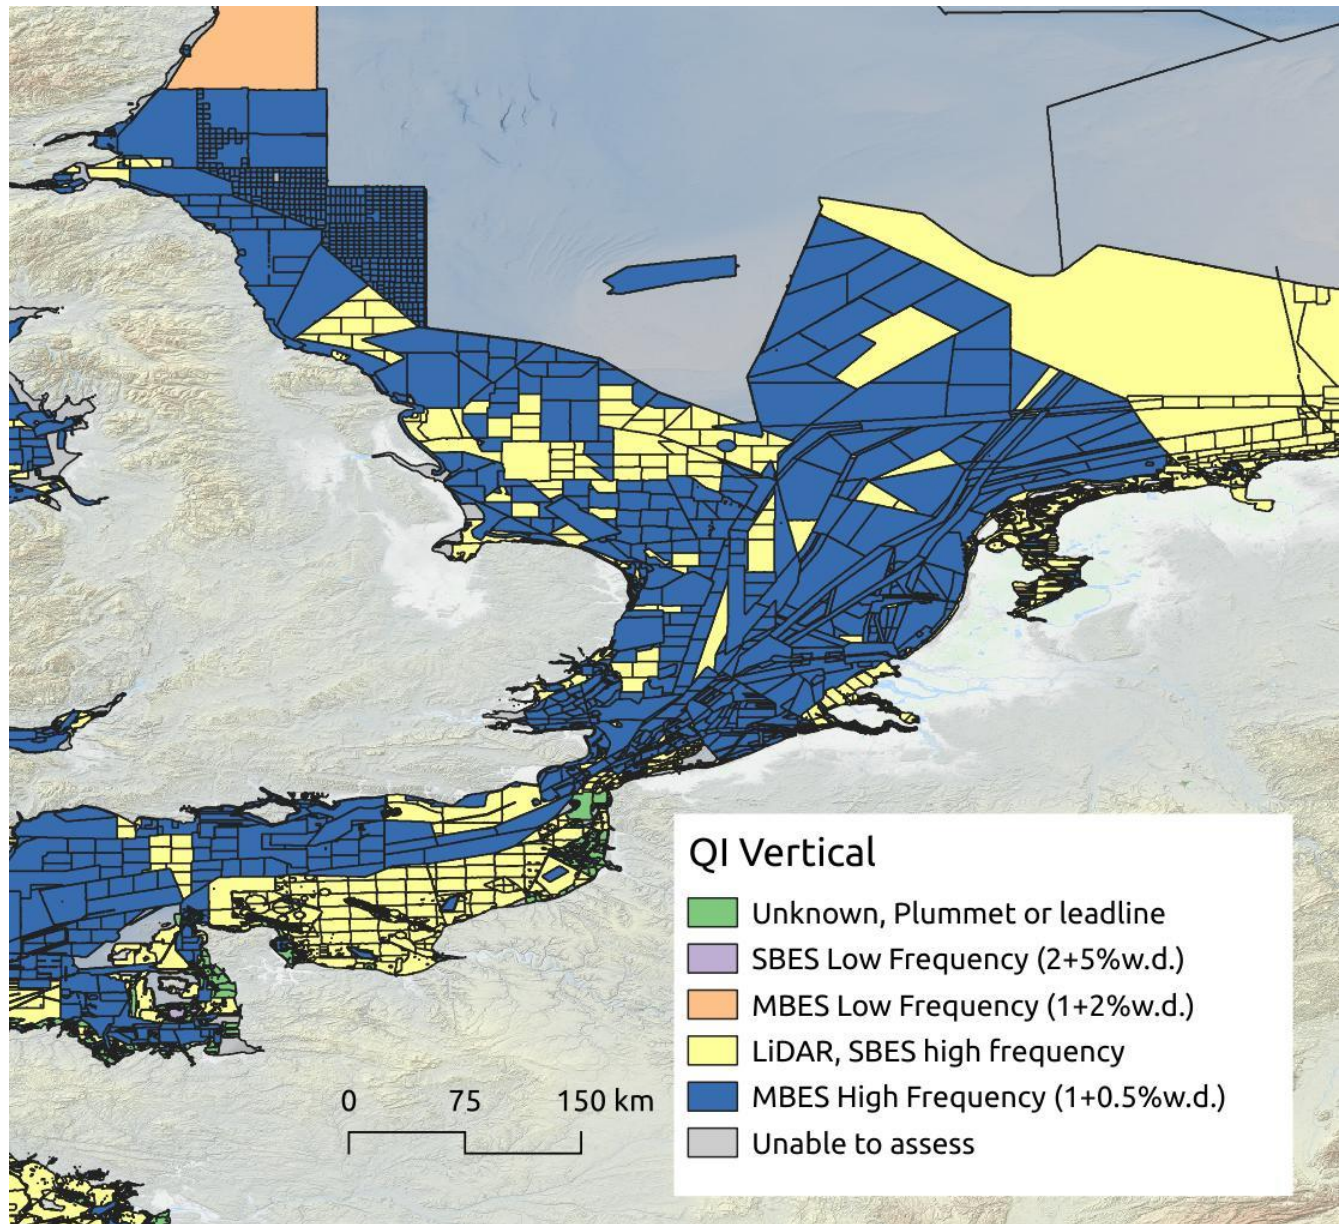 QI Vertical
Unknown, Plummet or leadline
SBES Low Frequency (2+5%w.d.)
MBES Low Frequency (1+2%w.d.)
LiDAR, SBES high frequency
MBES High Frequency (1+0.5%w.d.)
Unable to assess
0 75 150 km